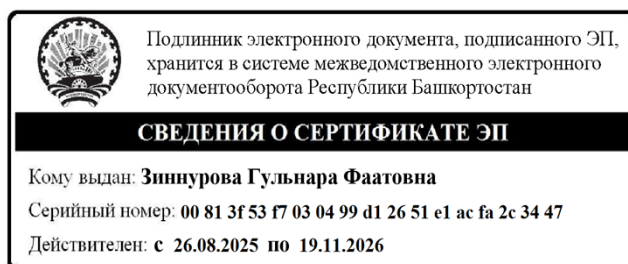 Подлинник электронного документа, подписанного ЭП,
хранится в системе межведомственного электронного
документооборота Республики Башкортостан
СВЕДЕНИЯ О СЕРТИФИКАТЕ ЭП
Кому выдан: Зиннурова Гульнара Фаатовна
Серийный номер: 00 81 3f 53 f7 03 04 99 d1 26 51 e1 ac fa 2c 34 47
Действителен: с 26.08.2025 по 19.11.2026